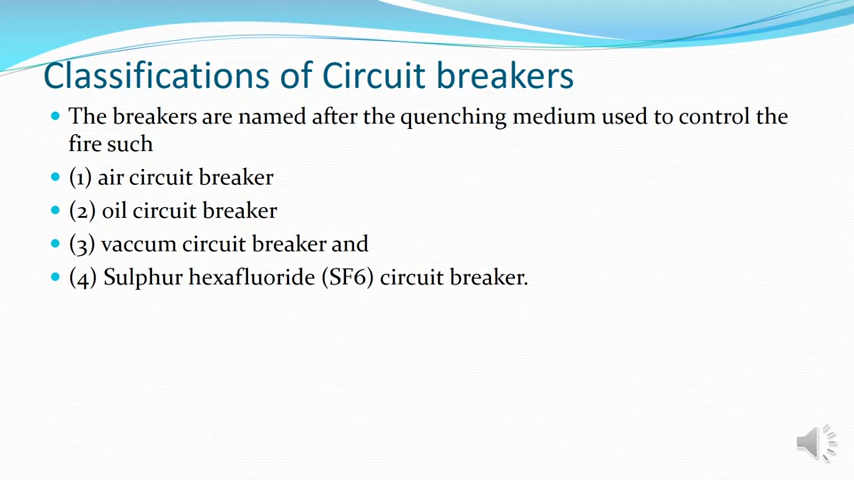 Classifications of Circuit breakers
The breakers are named after the quenching medium used to control the
fire such
(1) air circuit breaker
(2) oil circuit breaker
(3) vaccum circuit breaker and
(4) Sulphur hexafluoride (SF6) circuit breaker.